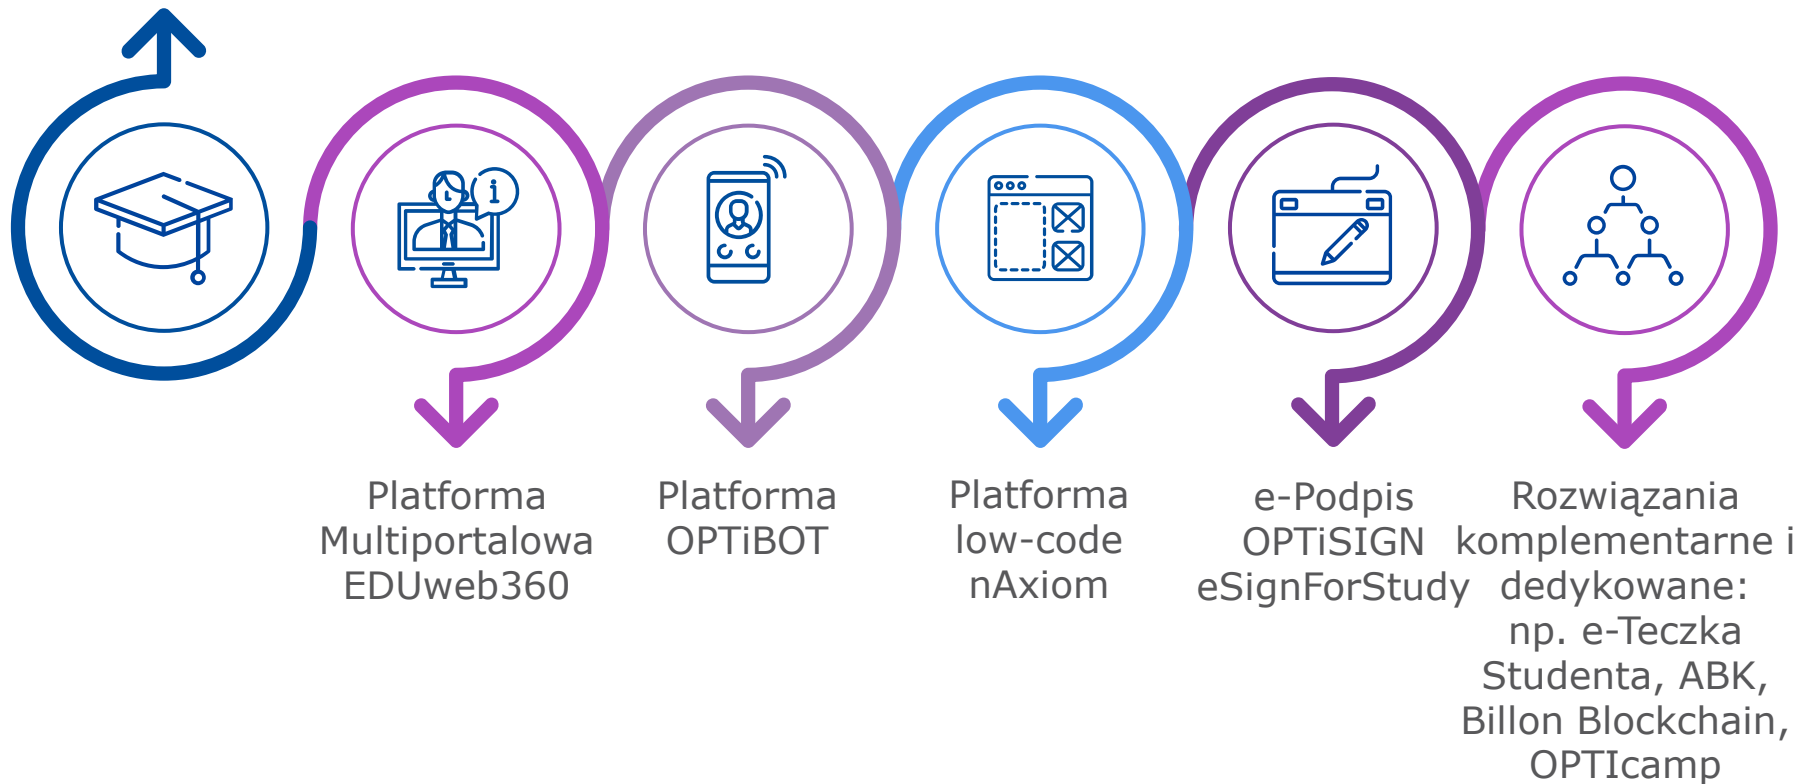 Platforma
Multiportalowa
EDUweb360
Platforma
OPTiBOT
Platforma
low-code
nAxiom
e-Podpis
OPTiSIGN
eSignForStudy
Rozwiązania
komplementarne i
dedykowane:
np. e-Teczka
Studenta, ABK,
Billon Blockchain,
OPTIcamp
i